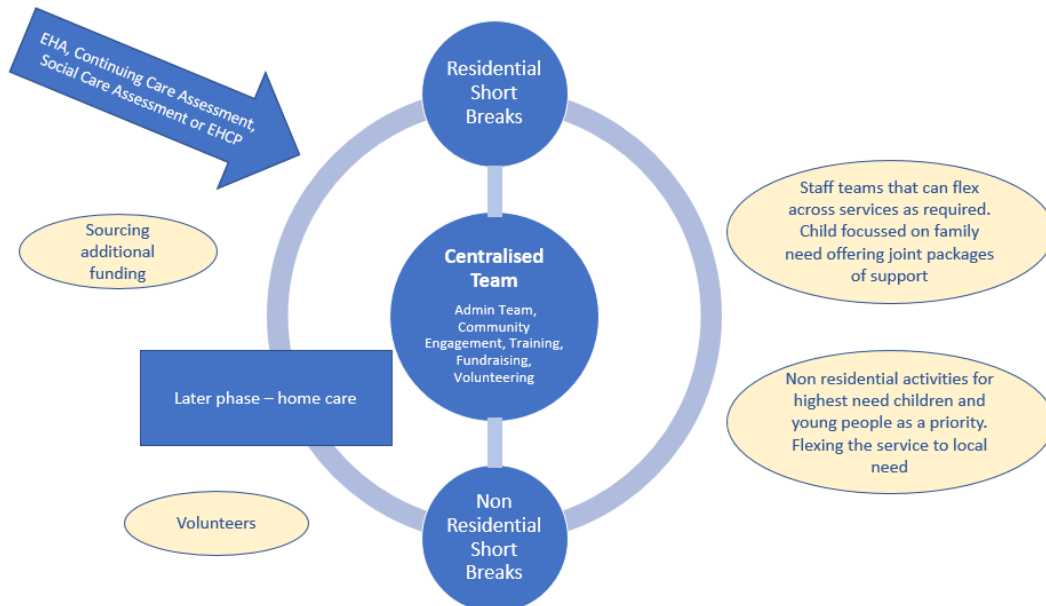 EHA, Continuing Care Assessment,
Social Care Assessment or EHCP
Residential
Short
Breaks
Sourcing
additional
funding
Centralised
Team
Admin Team,
Community
Engagement, Training,
Fundraising,
Volunteering
Staff teams that can flex
across services as required.
Child focussed on family
need offering joint packages
of support
Later phase – home care
Non residential activities for
highest need children and
young people as a priority.
Flexing the service to local
need
Volunteers
Non
Residential
Short
Breaks